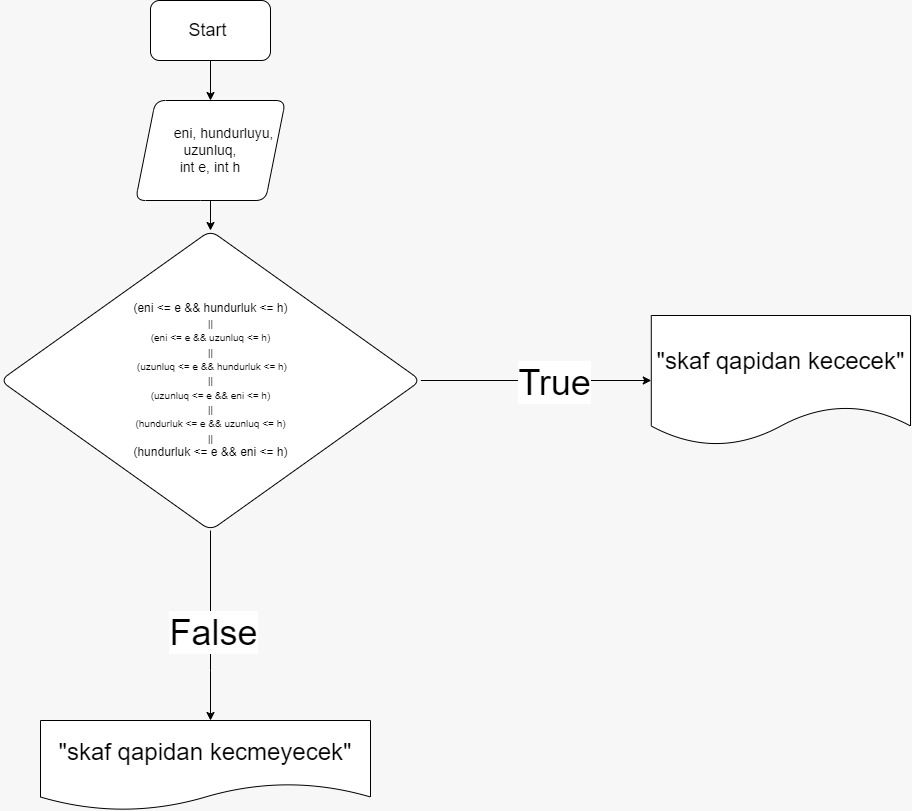 Start
eni, hundurluyu,
uzunluq,
int e, int h
(eni <= e && hundurluk <= h)
||
(eni <= e && uzunluq <= h)
||
(uzunluq <= e && hundurluk <= h)
||
(uzunluq <= e && eni <= h)
||
(hundurluk <= e && uzunluq <= h)
||
(hundurluk <= e && eni <= h)
True
"skaf qapidan kececek"
False
"skaf qapidan kecmeyecek"